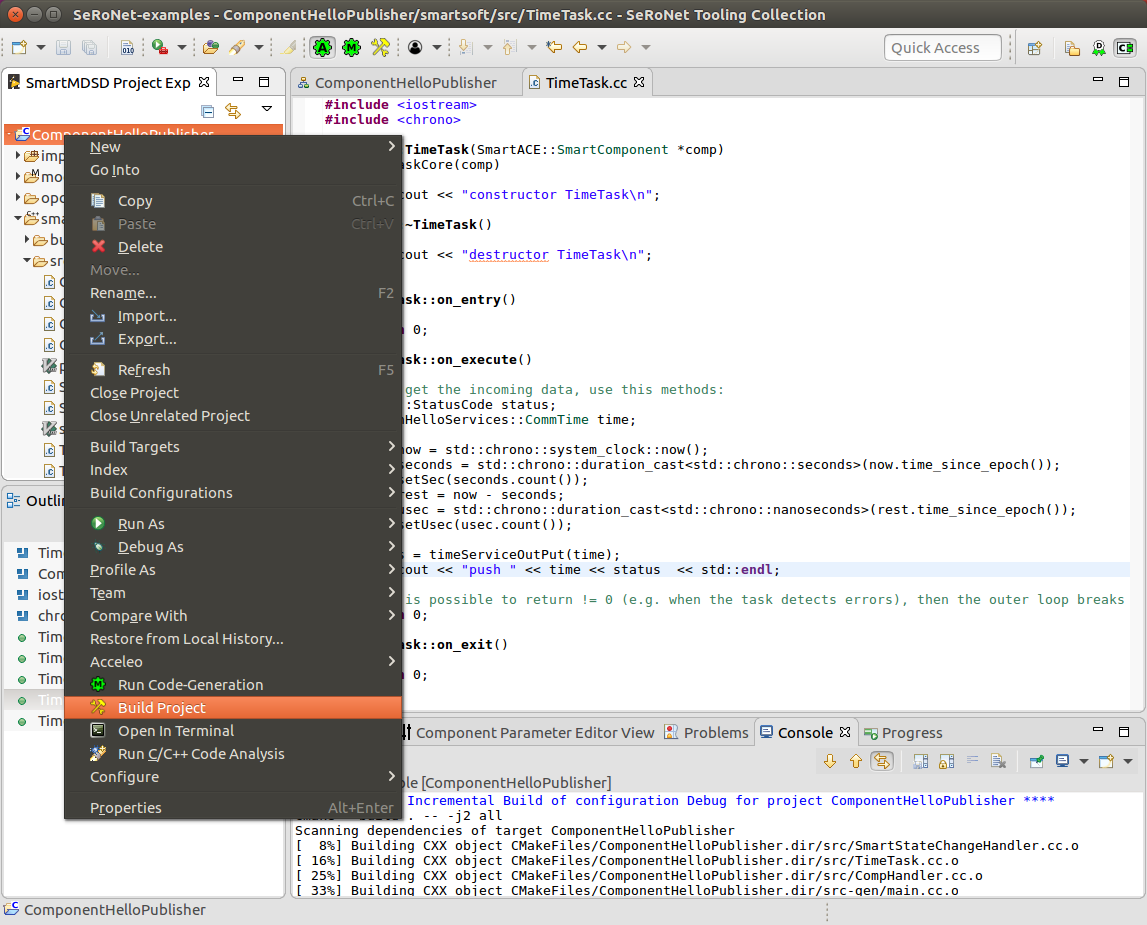 SeRoNet-examples - ComponentHelloPublisher/smartsoft/src/TimeTask.cc - SeRoNet Tooling Collection
Quick Access
SmartMDSD Project Exp
ComponentHelloPublisher
imp
mo
opc
sma
bu
src
New
Go Into
Copy Ctrl+C
Paste Ctrl+V
Delete
Move...
Rename... F2
Import...
Export...
Refresh F5
Close Project
Close Unrelated Project
Build Targets
Index
Build Configurations
Run As
Debug As
Profile As
Team
Compare With
Restore from Local History...
Acceleo
Run Code-Generation
Build Project
Open In Terminal
Run C/C++ Code Analysis
Configure
Properties Alt+Enter
Outli
Time
Com
iost
chr
Tim
Tim
Tim
Tim
Tim
ComponentHelloPublisher
TimeTask.cc
#include <iostream>
#include <chrono>
TimeTask(SmartACE::SmartComponent *comp)
skCore(comp)
cout << "constructor TimeTask\n";
~TimeTask()
cout << "destructor TimeTask\n";
sk::on_entry()
0;
sk::on_execute()
get the incoming data, use this methods:
::StatusCode status;
HelloServices::CommTime time;
now = std::chrono::system_clock::now();
seconds = std::chrono::duration_cast<std::chrono::seconds>(now.time_since_epoch());
setSec(seconds.count());
rest = now - seconds;
usec = std::chrono::duration_cast<std::chrono::nanoseconds>(rest.time_since_epoch());
setUsec(usec.count());
s = timeServiceOutPut(time);
cout << "push " << time << status  << std::endl;
is possible to return != 0 (e.g. when the task detects errors), then the outer loop breaks
0;
sk::on_exit()
0;
Component Parameter Editor View
Problems
Console
Progress
ole [ComponentHelloPublisher]
Incremental Build of configuration Debug for project ComponentHelloPublisher ****
. -- -j2 all
Scanning dependencies of target ComponentHelloPublisher
[  8%] Building CXX object CMakeFiles/ComponentHelloPublisher.dir/src/SmartStateChangeHandler.cc.o
[ 16%] Building CXX object CMakeFiles/ComponentHelloPublisher.dir/src/TimeTask.cc.o
[ 25%] Building CXX object CMakeFiles/ComponentHelloPublisher.dir/src/CompHandler.cc.o
[ 33%] Building CXX object CMakeFiles/ComponentHelloPublisher.dir/src-gen/main.cc.o
ComponentHelloPublisher